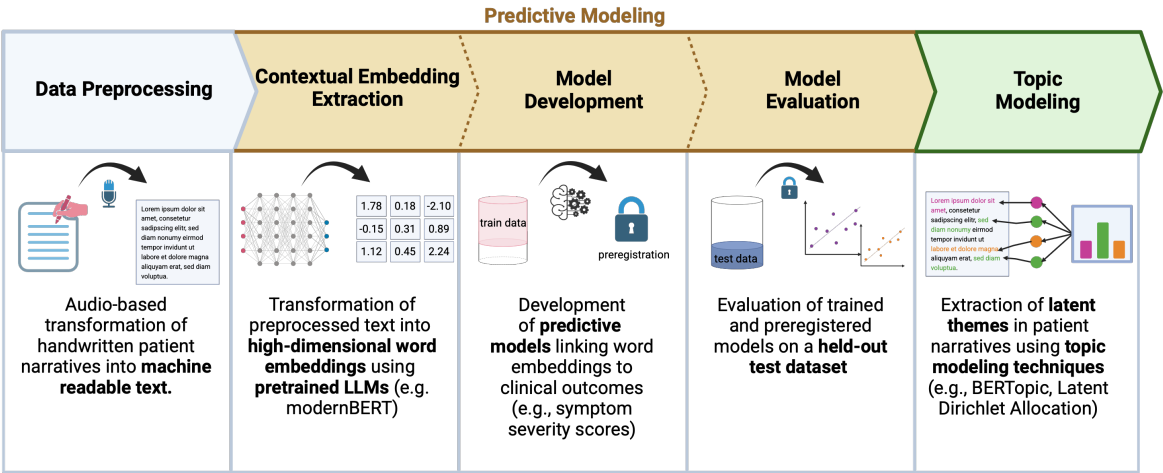 Predictive Modeling
Data Preprocessing
Contextual Embedding
Extraction
Model
Development
Model
Evaluation
Topic
Modeling
Lorem ipsum dolor sit
amet, consetetur
sadipscing elitr, sed
diam nonumy eirmod
tempor invidunt ut
labore et dolore magna
aliquyam erat, sed diam
voluptua.
1.78 0.18 -2.10
-0.15 0.31 0.89
1.12 0.45 2.24
train data
preregistration
test data
Lorem ipsum dolor sit
amet, consetetur
sadipscing elitr, sed
diam nonumy eirmod
tempor invidunt ut
labore et dolore magna
aliquyam erat, sed diam
voluptua.
Audio-based
transformation of
handwritten patient
narratives into machine
readable text.
Transformation of
preprocessed text into
high-dimensional word
embeddings using
pretrained LLMs (e.g.
modernBERT)
Development
of predictive
models linking word
embeddings to
clinical outcomes
(e.g., symptom
severity scores)
Evaluation of trained
and preregistered
models on a held-out
test dataset
Extraction of latent
themes in patient
narratives using topic
modeling techniques
(e.g., BERTopic, Latent
Dirichlet Allocation)